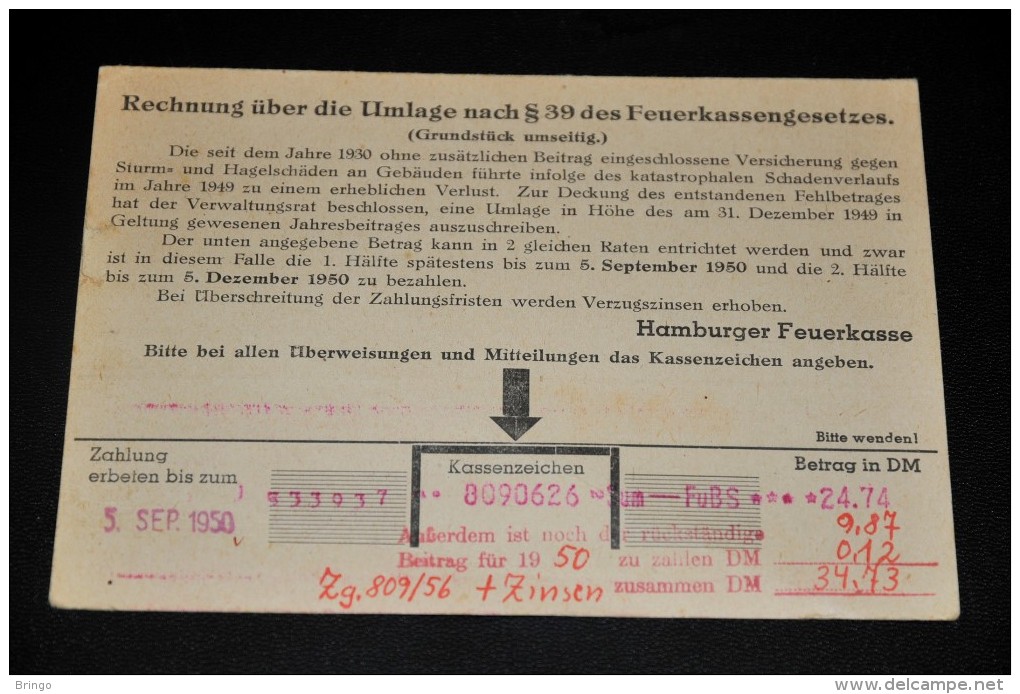 Rechnung über die Umlage nach § 39 des Feuerkassengesetzes.
(Grundstück umseitig.)
Die seit dem Jahre 1930 ohne zusätzlichen Beitrag eingeschlossene Versicherung gegen
Sturm= und Hagelschäden an Gebäuden führte infolge des katastrophalen Schadenverlaufs
im Jahre 1949 zu einem erheblichen Verlust. Zur Deckung des entstandenen Fehlbetrages
hat der Verwaltungsrat beschlossen, eine Umlage in Höhe des am 31. Dezember 1949 in
Geltung gewesenen Jahresbeitrages auszuschreiben.
Der unten angegebene Betrag kann in 2 gleichen Raten entrichtet werden und zwar
ist in diesem Falle die 1. Hälfte spätestens bis zum 5. September 1950 und die 2. Hälfte
bis zum 5. Dezember 1950 zu bezahlen.
Bei Überschreitung der Zahlungsfristen werden Verzugszinsen erhoben.
Hamburger Feuerkasse
Bitte bei allen Überweisungen und Mitteilungen das Kassenzeichen angeben.
Bitte wenden!
Zahlung
erbeten bis zum
Kassenzeichen
Betrag in DM
8090626 Sum — FußS * * * * 24.74
5. SEP. 1950
9,87
Außerdem ist noch der rückständige
Beitrag für 19 50 zu zahlen DM 0,12
Zg. 809/56 + Zinsen zusammen DM 34.73
Bringo